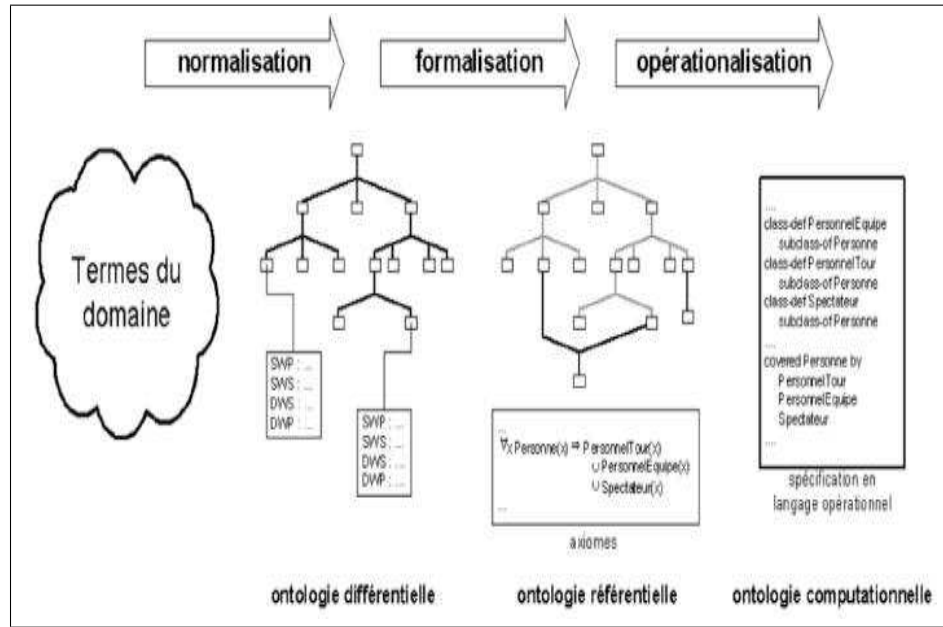 normalisation
formalisation
opérationalisation
Termes du
domaine
SWP : ...
SWS : ...
DWS : ...
DWP : ...
SWP : ...
SWS : ...
DWS : ...
DWP : ...
...
∀x Personne(x) ⇒ PersonnelTour(x)
∪ PersonnelEquipe(x)
∪ Spectateur(x)
...
axiomes
....
class-def PersonnelEquipe
subclass-of Personne
class-def PersonnelTour
subclass-of Personne
class-def Spectateur
subclass-of Personne
....
covered Personne by
PersonnelTour
PersonnelEquipe
Spectateur
....
spécification en
langage opérationnel
ontologie différentielle
ontologie référentielle
ontologie computationnelle